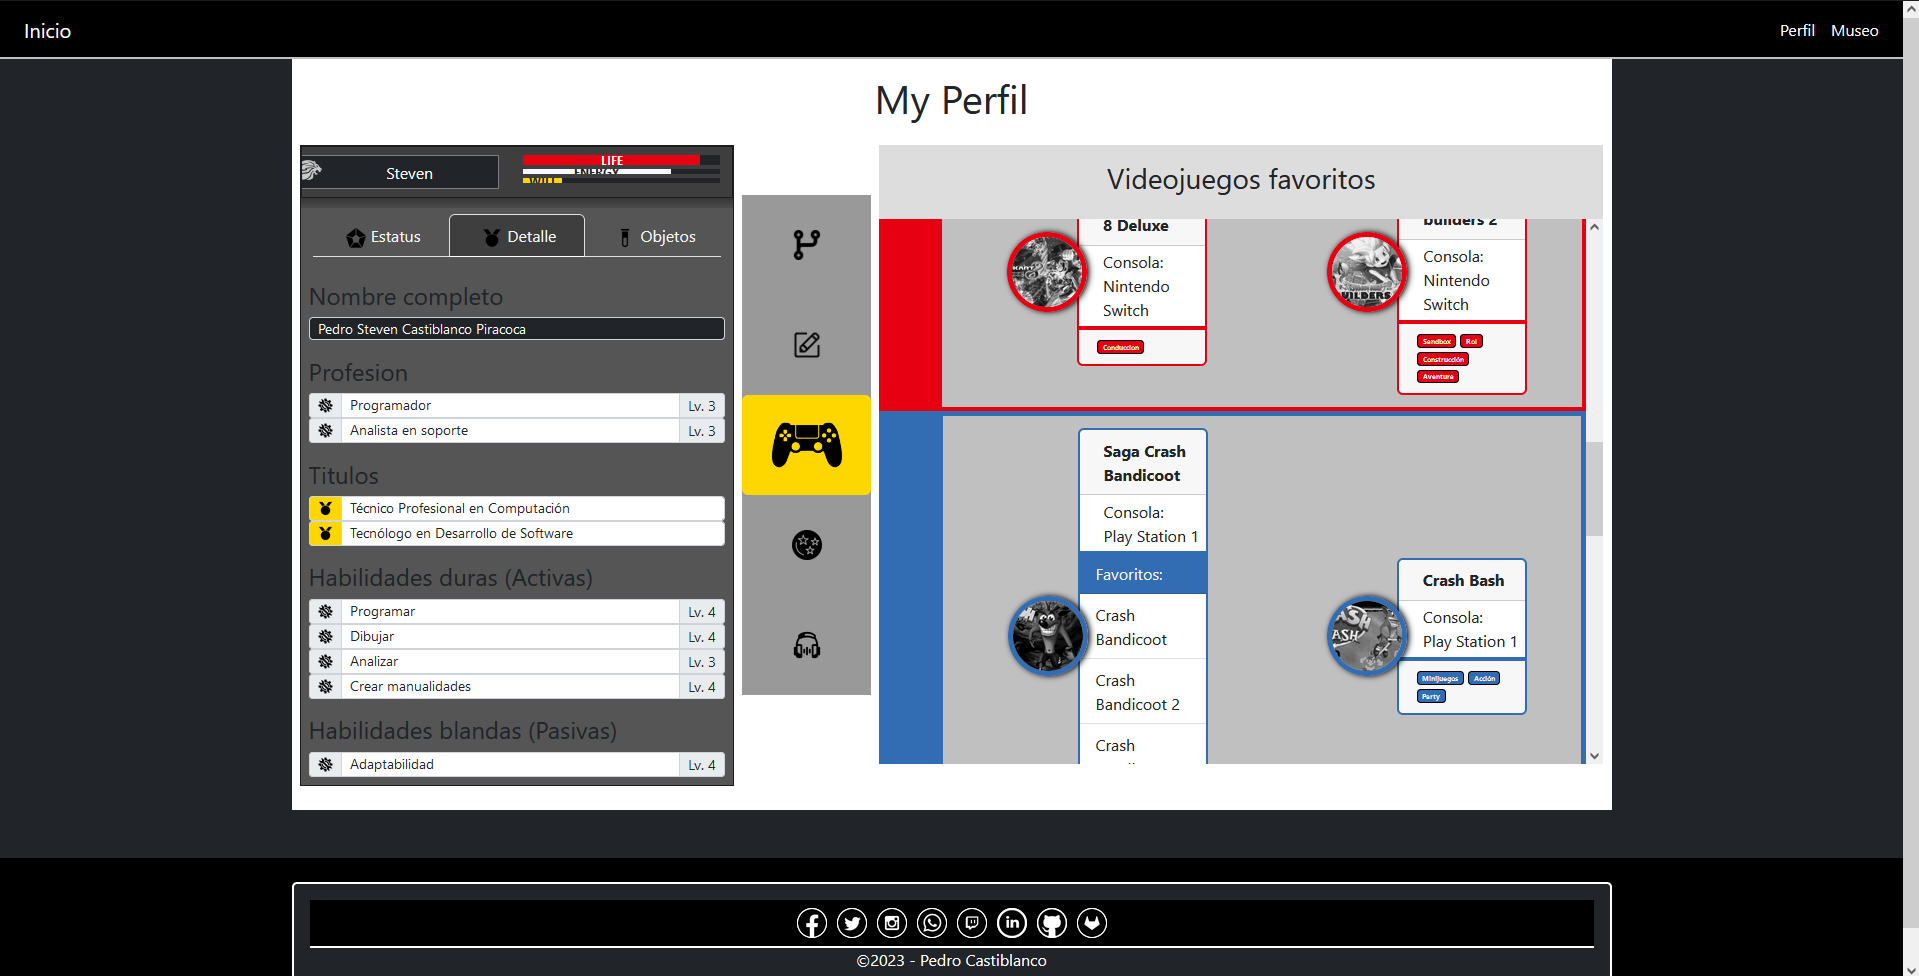 Inicio
Perfil Museo
My Perfil
Steven
LIFE
ENERGY
WILL
Estatus Detalle Objetos
Nombre completo
Pedro Steven Castiblanco Piracoca
Profesion
Programador Lv. 3
Analista en soporte Lv. 3
Titulos
Técnico Profesional en Computación
Tecnólogo en Desarrollo de Software
Habilidades duras (Activas)
Programar Lv. 4
Dibujar Lv. 4
Analizar Lv. 3
Crear manualidades Lv. 4
Habilidades blandas (Pasivas)
Adaptabilidad Lv. 4
Videojuegos favoritos
8 Deluxe
Consola:
Nintendo
Switch
Conduccion
builders 2
Consola:
Nintendo
Switch
Sandbox Rol
Construcción
Aventura
Saga Crash
Bandicoot
Consola:
Play Station 1
Favoritos:
Crash
Bandicoot
Crash
Bandicoot 2
Crash
Crash Bash
Consola:
Play Station 1
Minijuegos Acción
Party
©2023 - Pedro Castiblanco